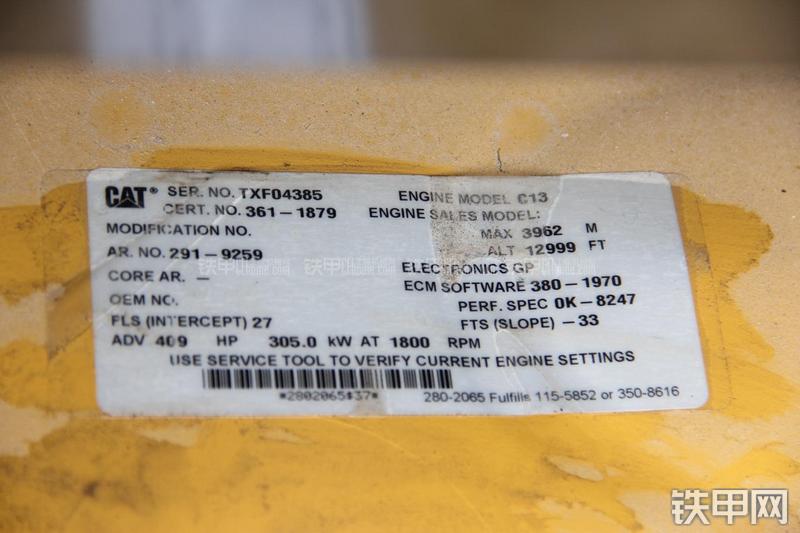 CAT® SER. NO. TXF04385 ENGINE MODEL C13
CERT. NO. 361-1879 ENGINE SALES MODEL:
MODIFICATION NO. MAX 3962 M
AR. NO. 291-9259 ALT 12999 FT
CORE AR. - ELECTRONICS GP
OEM NO. ECM SOFTWARE 380-1970
PERF. SPEC 0K-8247
FLS (INTERCEPT) 27 FTS (SLOPE) -33
ADV 409 HP 305.0 kW AT 1800 RPM
USE SERVICE TOOL TO VERIFY CURRENT ENGINE SETTINGS
*2802065$37*
280-2065 Fulfills 115-5852 or 350-8616
铁甲网